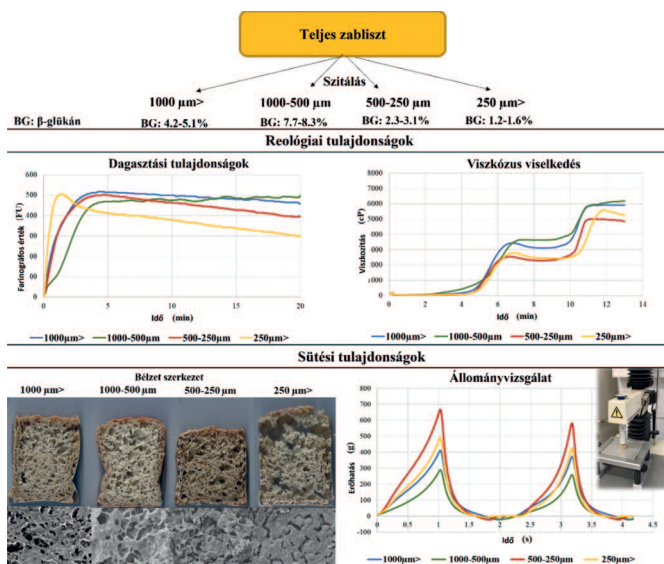 Teljes zabliszt
Szitálás
1000 µm> 1000-500 µm 500-250 µm 250 µm>
BG: β-glükán BG: 4.2-5.1% BG: 7.7-8.3% BG: 2.3-3.1% BG: 1.2-1.6%
Reológiai tulajdonságok
Dagasztási tulajdonságok
Farinográfos érték (FU)
600
500
400
00
00
00
0
0 5 10 15 20
Idő (min)
1000µm> 1000-500µm 500-250µm 250µm>
Viszkózus viselkedés
Viszkozitás (cP)
8000
7000
6000
5000
4000
3000
2000
1000
0
0 2 4 6 8 10 12 14
Idő (min)
1000µm> 1000-500µm 500-250µm 250µm>
Sütési tulajdonságok
Bélzet szerkezet
1000 µm> 1000-500 µm 500-250 µm 250 µm>
Állományvizsgálat
Erőhatás (g)
800
700
600
500
400
300
200
100
0
-100
0 0.5 1 1.5 2 2.5 3 3.5 4 4.5
Idő (s)
1000µm> 1000-500µm 500-250µm 250µm>